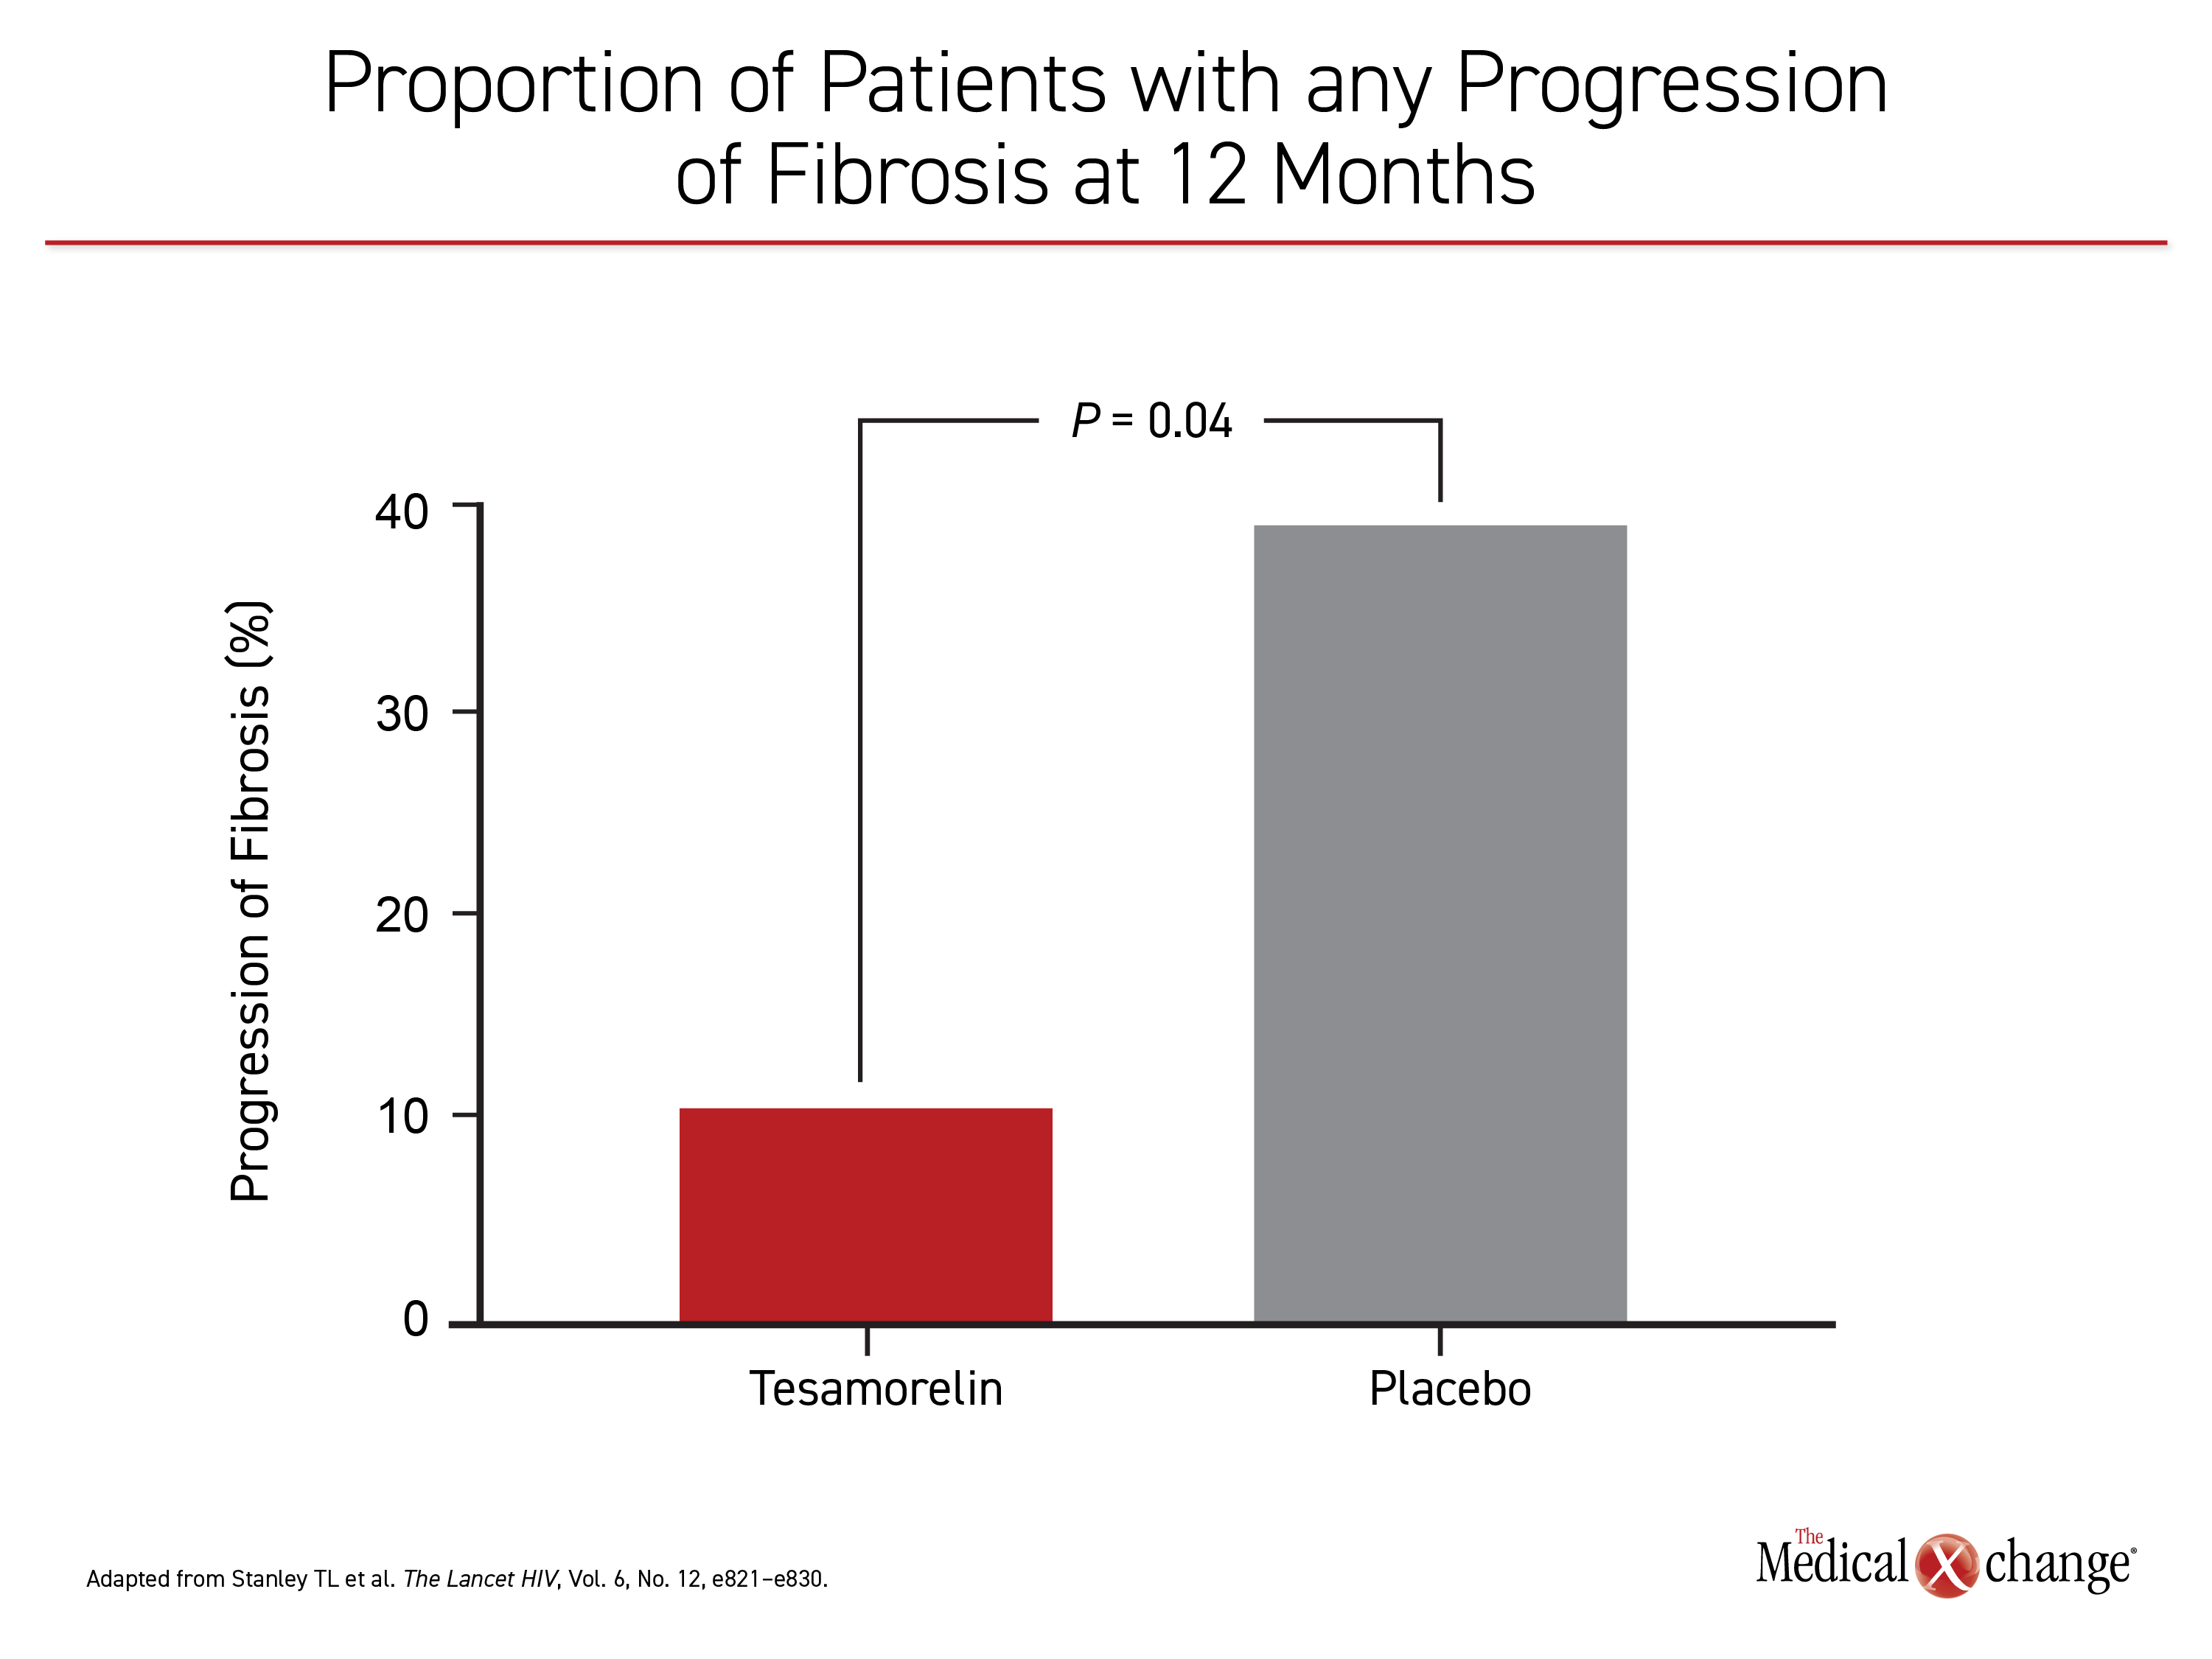 Proportion of Patients with any Progression
of Fibrosis at 12 Months
P = 0.04
Progression of Fibrosis (%)
40
30
20
10
0
Tesamorelin
Placebo
Adapted from Stanley TL et al. The Lancet HIV, Vol. 6, No. 12, e821–e830.
The
Medical Xchange®